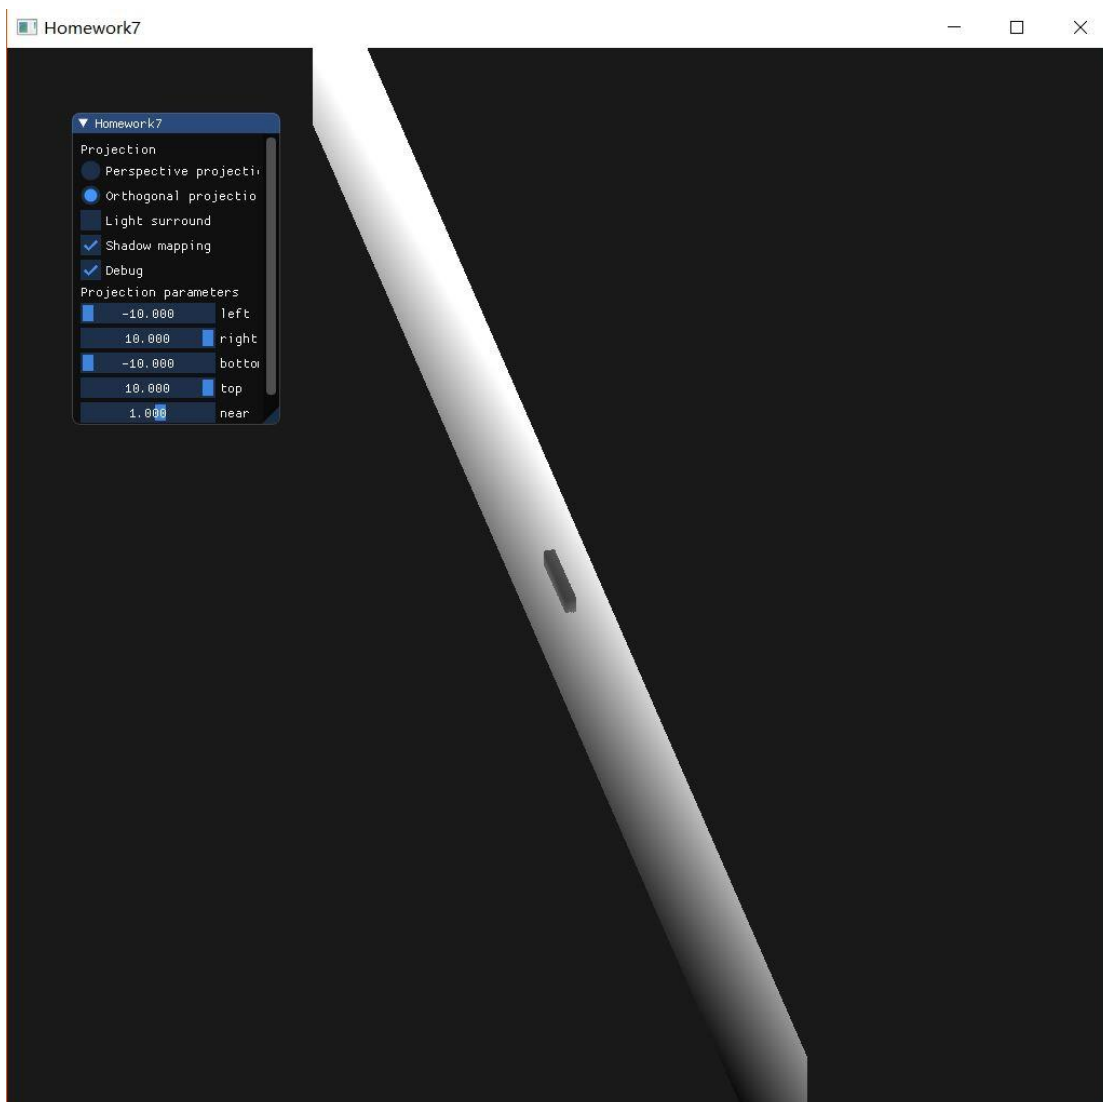 Homework7
Homework7
Projection
Perspective projecti
Orthogonal projectio
Light surround
Shadow mapping
Debug
Projection parameters
-10.000 left
10.000 right
-10.000 botto
10.000 top
1.000 near